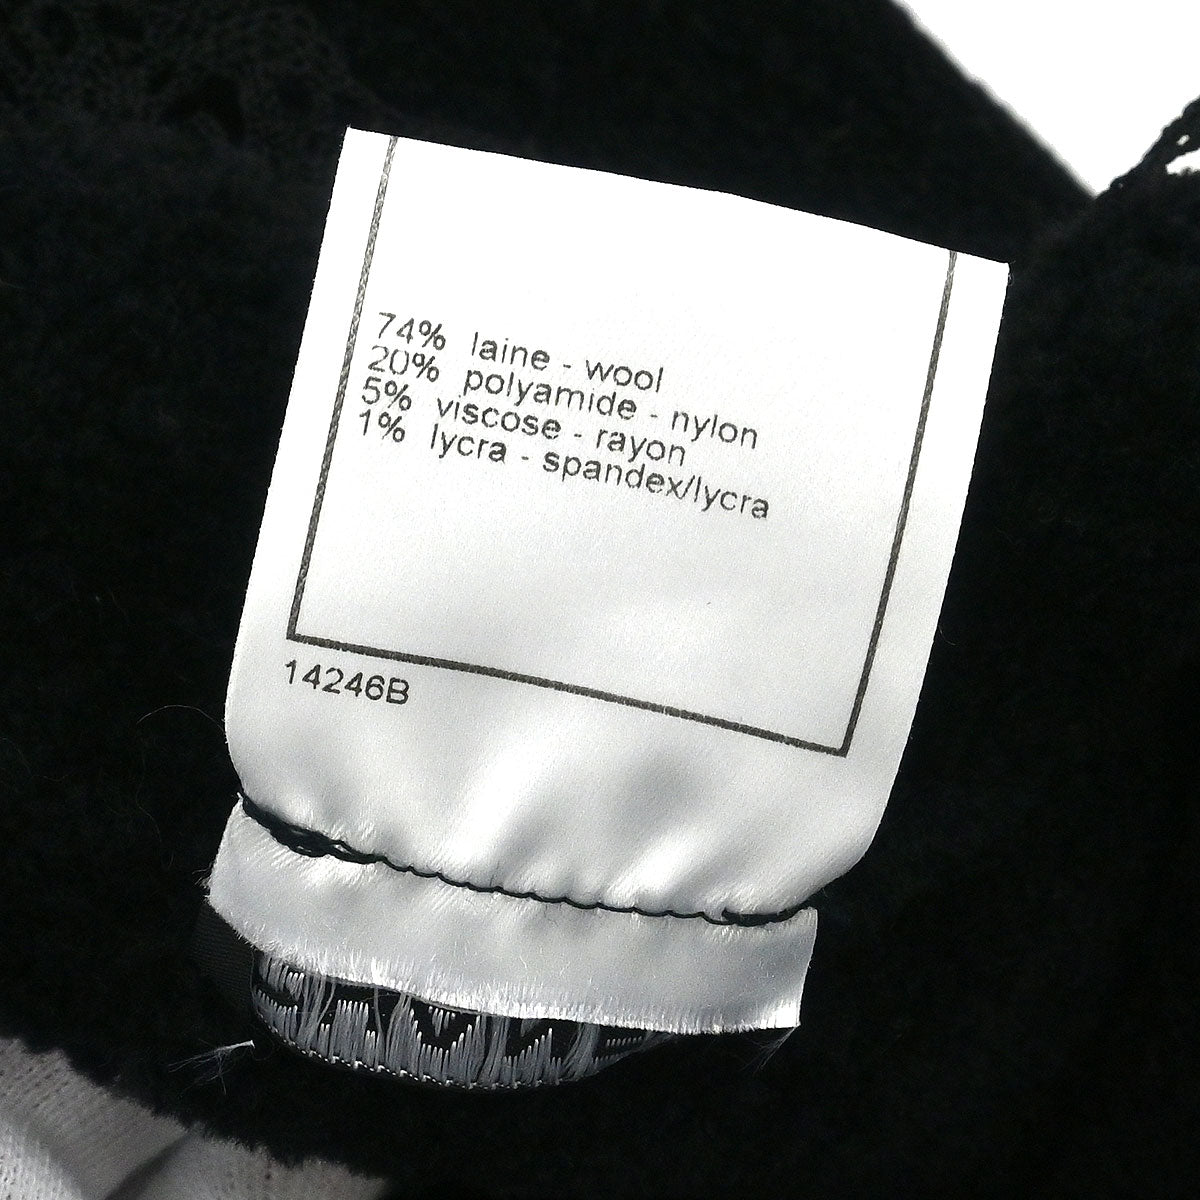 74% laine - wool
20% polyamide - nylon
5% viscose - rayon
1% lycra - spandex/lycra
14246B